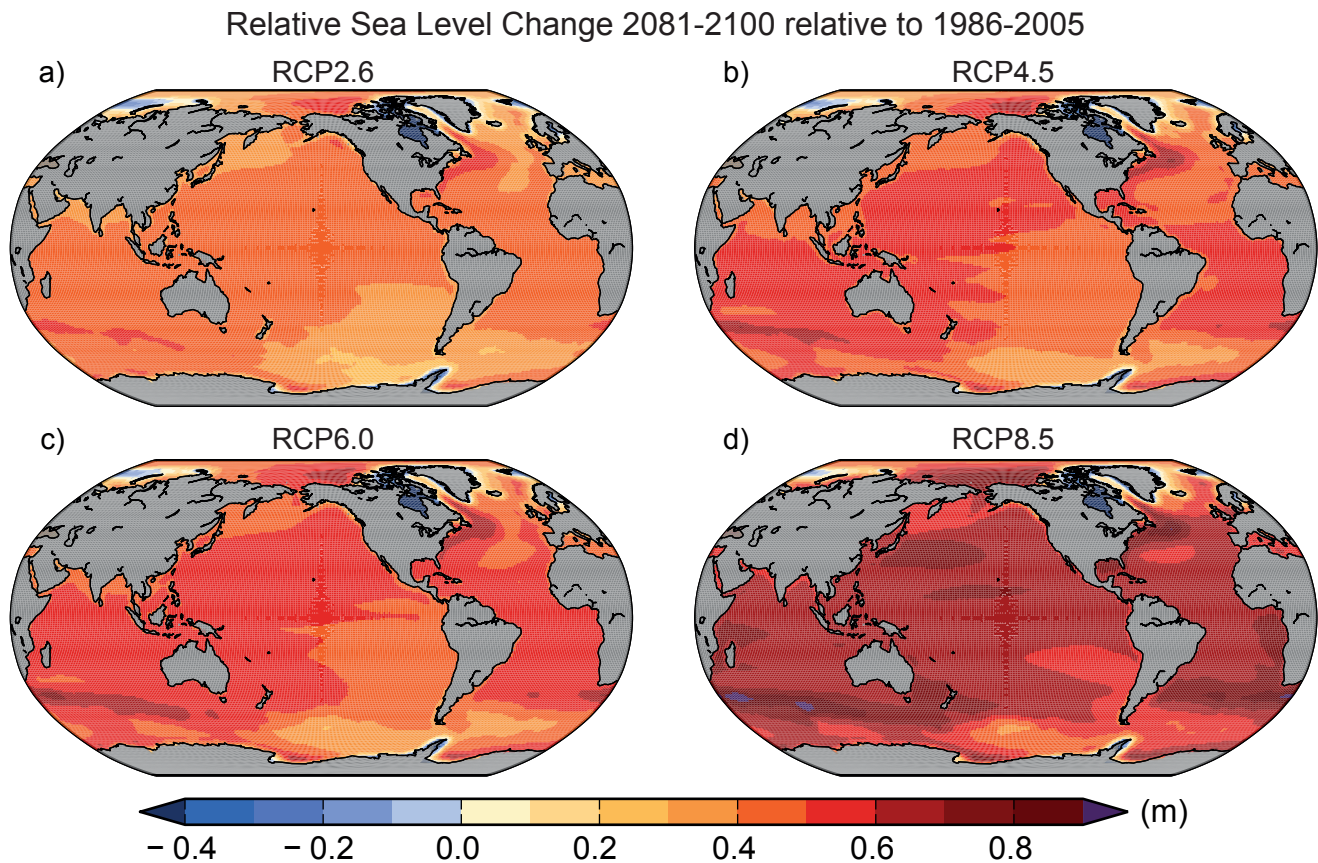 Relative Sea Level Change 2081-2100 relative to 1986-2005
a)
RCP2.6
b)
RCP4.5
c)
RCP6.0
d)
RCP8.5
(m)
− 0.4 − 0.2 0.0 0.2 0.4 0.6 0.8